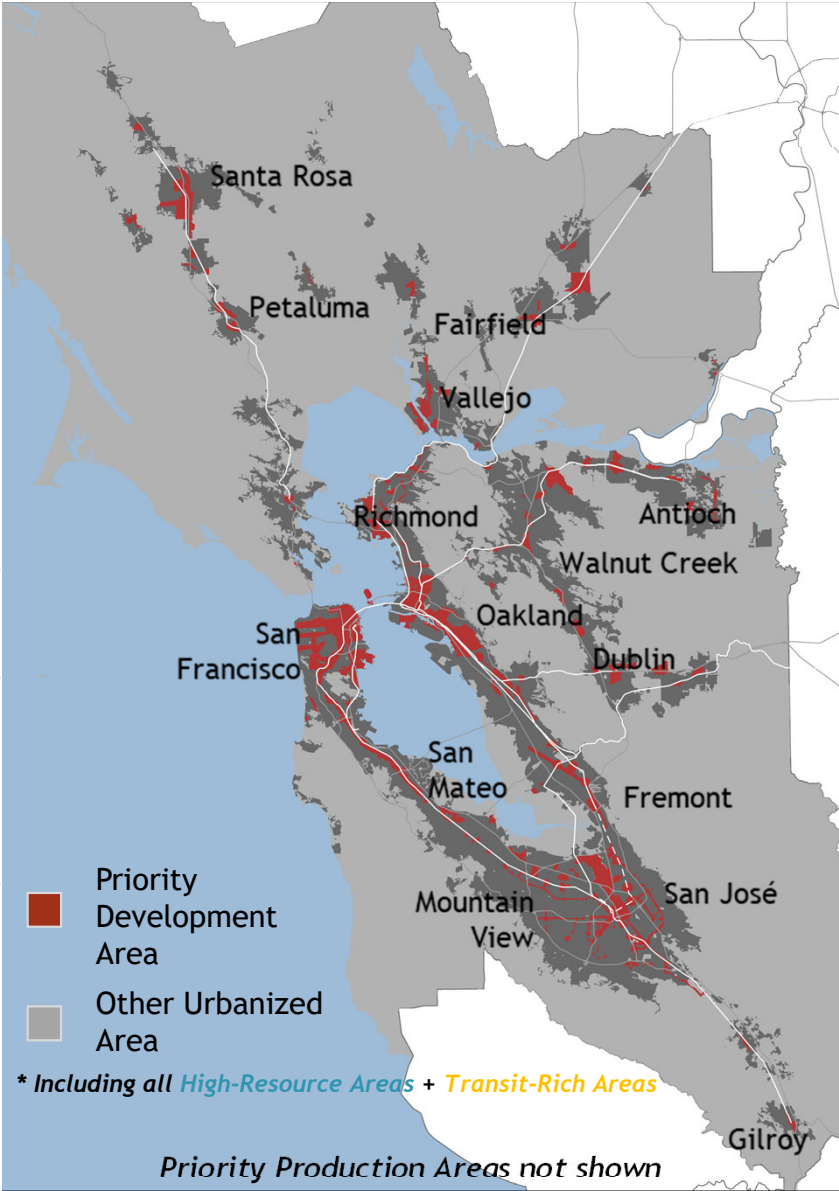 Santa Rosa
Petaluma
Fairfield
Vallejo
Richmond
Antioch
Walnut Creek
Oakland
San
Francisco
Dublin
San
Mateo
Fremont
Mountain
View
San José
Priority
Development
Area
Other Urbanized
Area
* Including all High-Resource Areas + Transit-Rich Areas
Gilroy
Priority Production Areas not shown